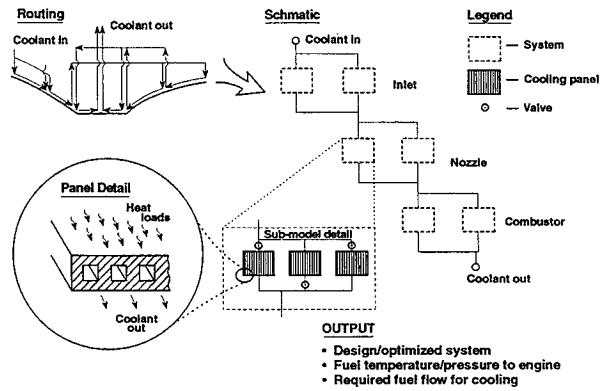 Routing
Coolant in
Coolant out
Schmatic
Coolant in
Inlet
Nozzle
Combustor
Coolant out
Legend
System
Cooling panel
Valve
Panel Detail
Heat
loads
Coolant
out
Sub-model detail
OUTPUT
• Design/optimized system
• Fuel temperature/pressure to engine
• Required fuel flow for cooling